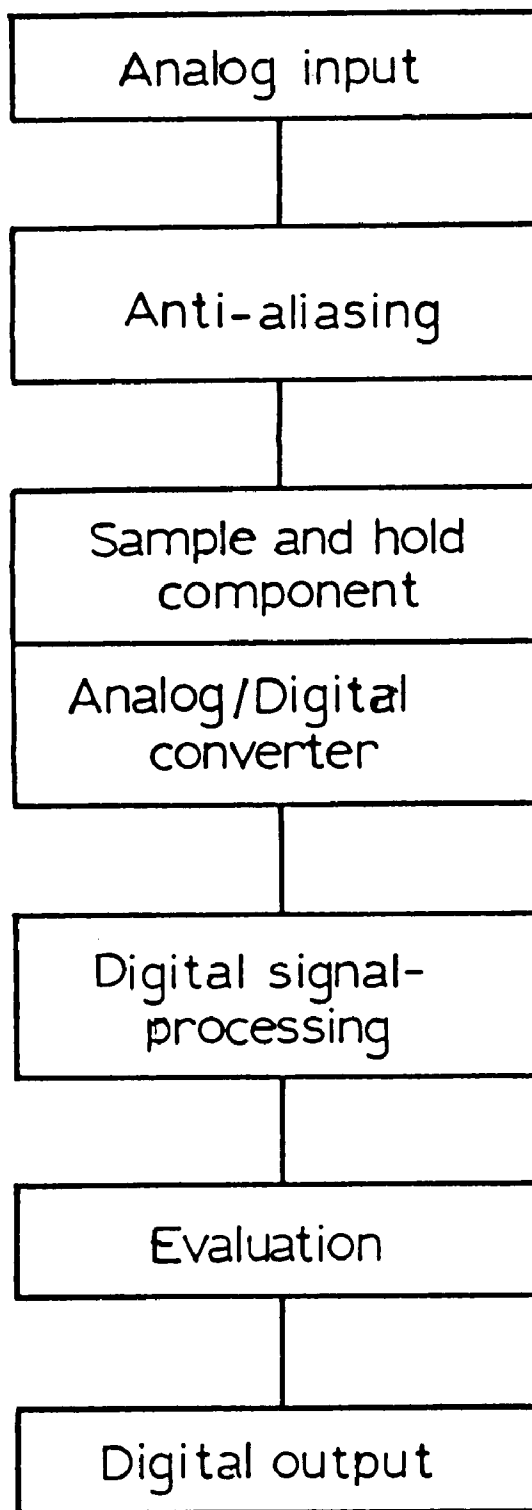 Analog input
Anti-aliasing
Sample and hold
component
Analog/Digital
converter
Digital signal-
processing
Evaluation
Digital output